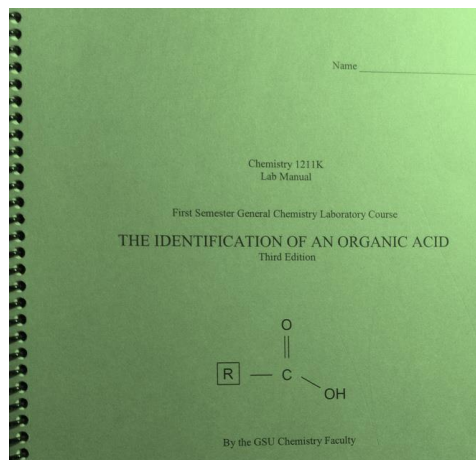 Name
Chemistry 1211K
Lab Manual
First Semester General Chemistry Laboratory Course
THE IDENTIFICATION OF AN ORGANIC ACID
Third Edition
O
R C
OH
By the GSU Chemistry Faculty